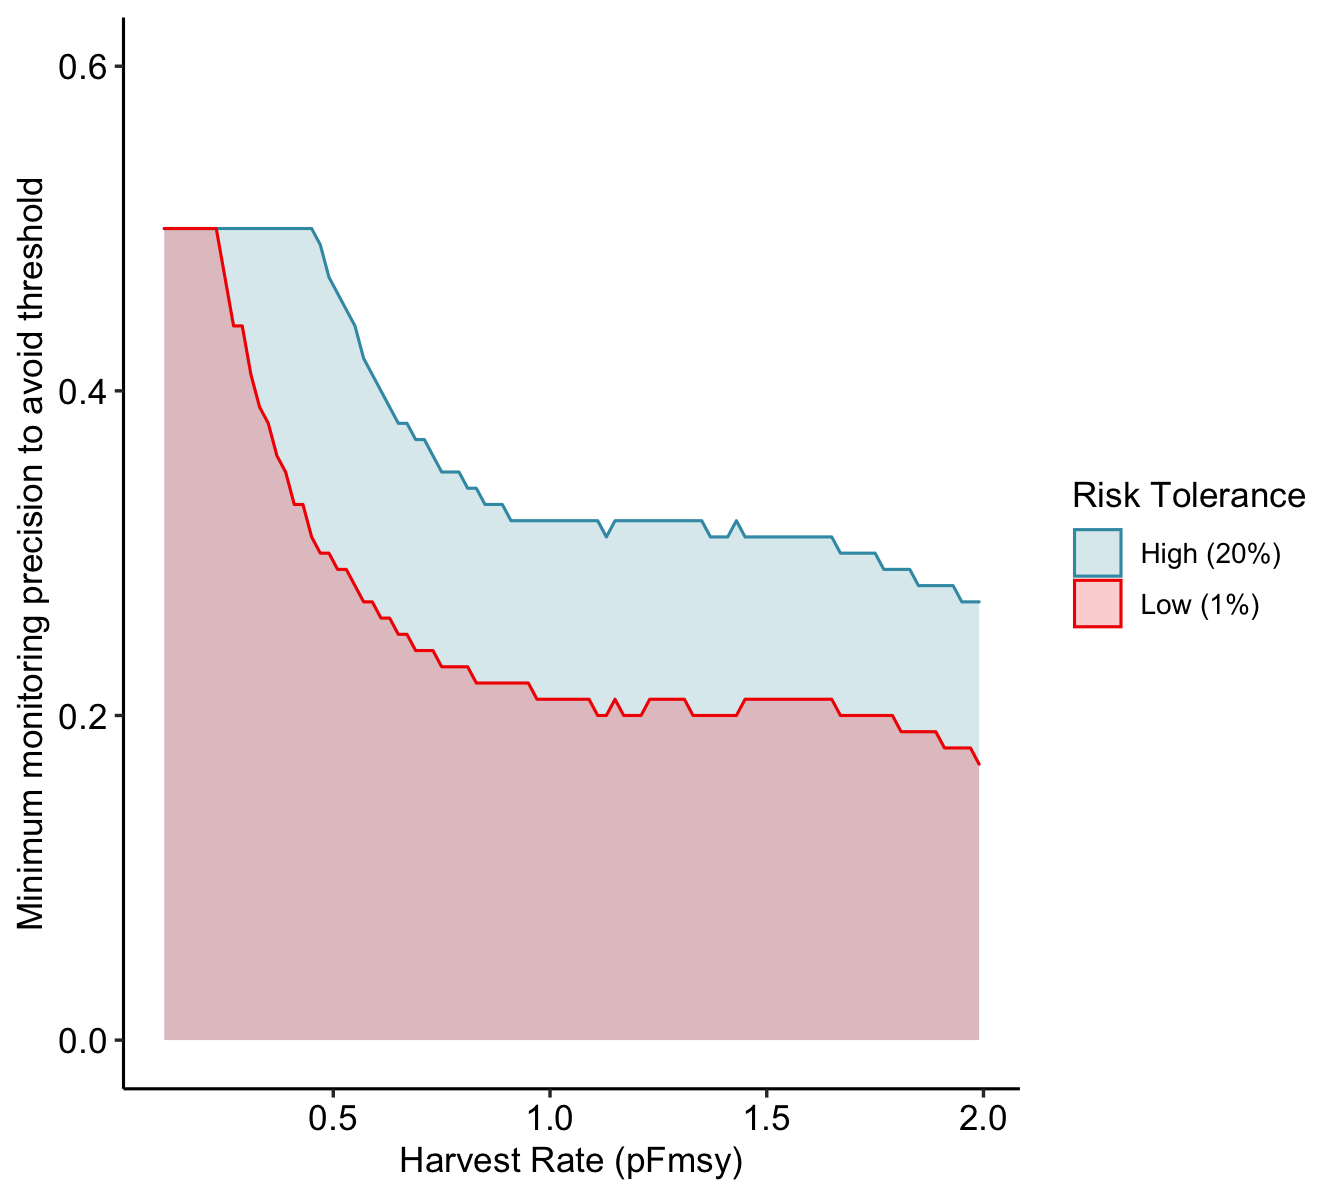 Minimum monitoring precision to avoid threshold
0.6
0.4
0.2
0.0
0.5
1.0
1.5
2.0
Harvest Rate (pFmsy)
Risk Tolerance
High (20%)
Low (1%)